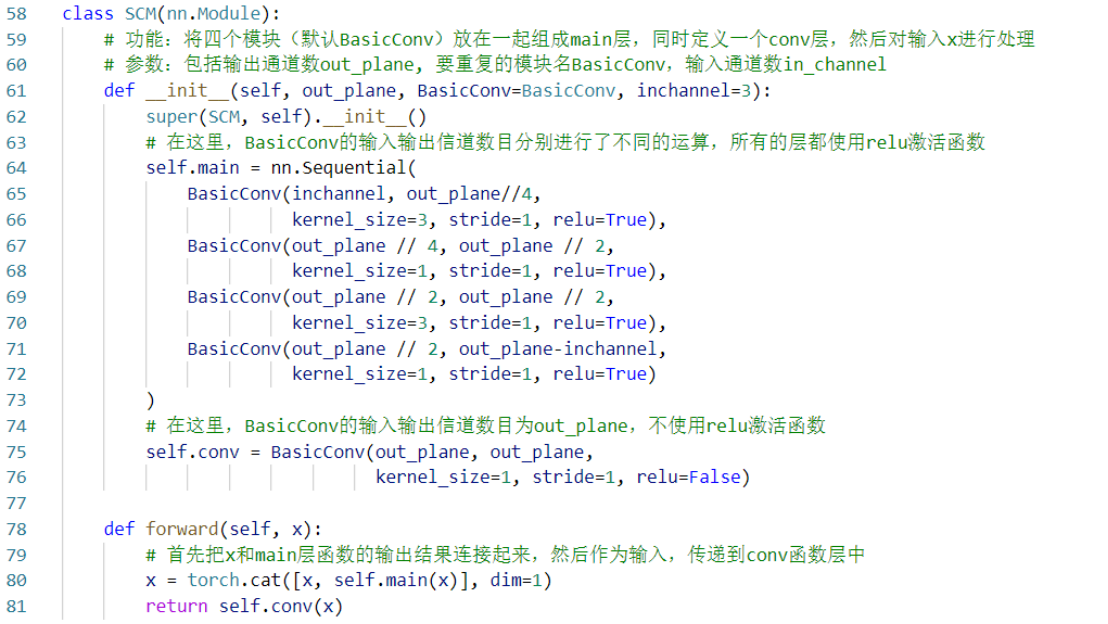 58 class SCM(nn.Module):
59 # 功能：将四个模块（默认BasicConv）放在一起组成main层，同时定义一个conv层，然后对输入x进行处理
60 # 参数：包括输出通道数out_plane, 要重复的模块名BasicConv，输入通道数in_channel
61 def __init__(self, out_plane, BasicConv=BasicConv, inchannel=3):
62 super(SCM, self).__init__()
63 # 在这里，BasicConv的输入输出信道数目分别进行了不同的运算，所有的层都使用relu激活函数
64 self.main = nn.Sequential(
65 BasicConv(inchannel, out_plane//4,
66 kernel_size=3, stride=1, relu=True),
67 BasicConv(out_plane // 4, out_plane // 2,
68 kernel_size=1, stride=1, relu=True),
69 BasicConv(out_plane // 2, out_plane // 2,
70 kernel_size=3, stride=1, relu=True),
71 BasicConv(out_plane // 2, out_plane-inchannel,
72 kernel_size=1, stride=1, relu=True)
73 )
74 # 在这里，BasicConv的输入输出信道数目为out_plane，不使用relu激活函数
75 self.conv = BasicConv(out_plane, out_plane,
76 kernel_size=1, stride=1, relu=False)
77
78 def forward(self, x):
79 # 首先把x和main层函数的输出结果连接起来，然后作为输入，传递到conv函数层中
80 x = torch.cat([x, self.main(x)], dim=1)
81 return self.conv(x)